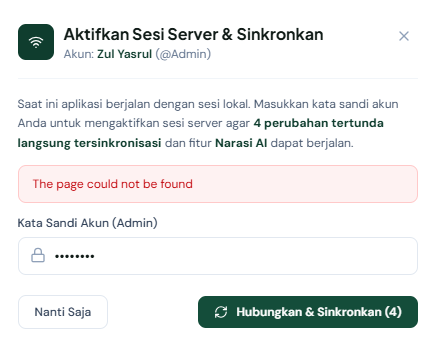 Aktifkan Sesi Server & Sinkronkan
Akun: Zul Yasrul (@Admin)
Saat ini aplikasi berjalan dengan sesi lokal. Masukkan kata sandi akun
Anda untuk mengaktifkan sesi server agar 4 perubahan tertunda
langsung tersinkronisasi dan fitur Narasi AI dapat berjalan.
The page could not be found
Kata Sandi Akun (Admin)
••••••••
Nanti Saja
Hubungkan & Sinkronkan (4)